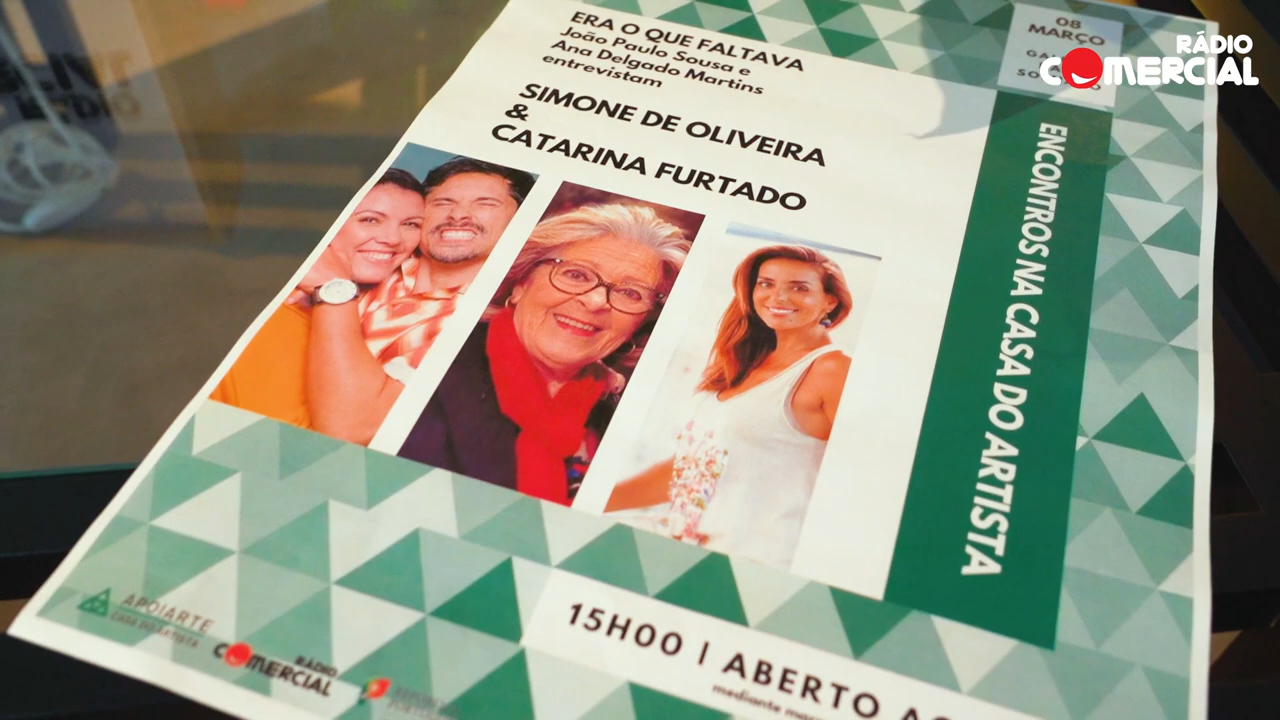 ERA O QUE FALTAVA
João Paulo Sousa e
Ana Delgado Martins
entrevistam
SIMONE DE OLIVEIRA
&
CATARINA FURTADO
08
MARÇO
RÁDIO
COMERCIAL
ENCONTROS NA CASA DO ARTISTA
15H00 | ABERTO
mediante
APOIARTE
CASA DO ARTISTA
RÁDIO
COMERCIAL